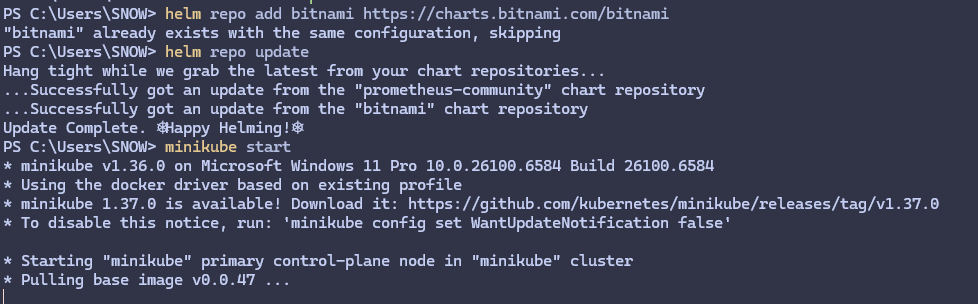 PS C:\Users\SNOW> helm repo add bitnami https://charts.bitnami.com/bitnami
"bitnami" already exists with the same configuration, skipping
PS C:\Users\SNOW> helm repo update
Hang tight while we grab the latest from your chart repositories...
...Successfully got an update from the "prometheus-community" chart repository
...Successfully got an update from the "bitnami" chart repository
Update Complete. ⎈Happy Helming!⎈
PS C:\Users\SNOW> minikube start
* minikube v1.36.0 on Microsoft Windows 11 Pro 10.0.26100.6584 Build 26100.6584
* Using the docker driver based on existing profile
* minikube 1.37.0 is available! Download it: https://github.com/kubernetes/minikube/releases/tag/v1.37.0
* To disable this notice, run: 'minikube config set WantUpdateNotification false'
* Starting "minikube" primary control-plane node in "minikube" cluster
* Pulling base image v0.0.47 ...